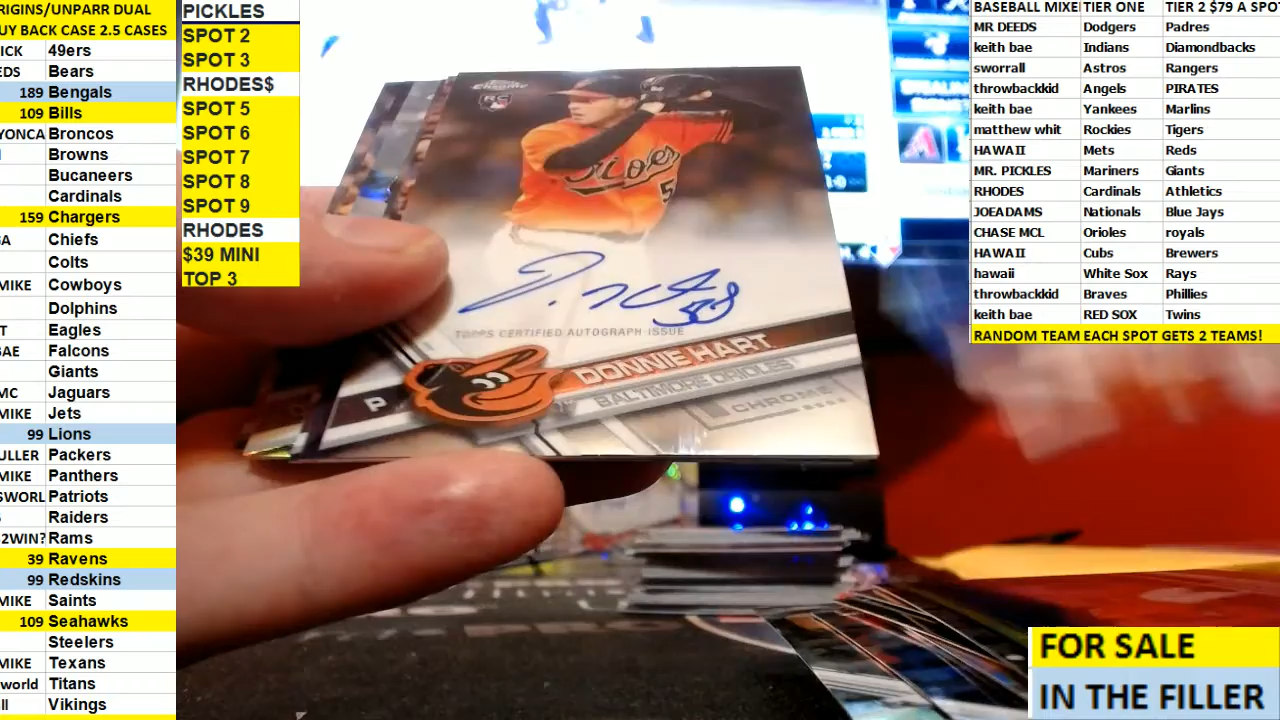 RIGINS/UNPARR DUAL
UY BACK CASE 2.5 CASES
ICK 49ers
EDS Bears
189 Bengals
109 Bills
YONCA Broncos
Browns
Bucaneers
Cardinals
159 Chargers
GA Chiefs
Colts
MIKE Cowboys
Dolphins
T Eagles
BAE Falcons
Giants
MC Jaguars
MIKE Jets
99 Lions
ULLER Packers
MIKE Panthers
SWORL Patriots
Raiders
2WIN? Rams
39 Ravens
99 Redskins
MIKE Saints
109 Seahawks
Steelers
MIKE Texans
world Titans
ll Vikings
PICKLES
SPOT 2
SPOT 3
RHODES$
SPOT 5
SPOT 6
SPOT 7
SPOT 8
SPOT 9
RHODES
$39 MINI
TOP 3
CHROME
RC
Orioles
5
38
TOPPS CERTIFIED AUTOGRAPH ISSUE
P
DONNIE HART
BALTIMORE ORIOLES
CHROME
BASEBALL MIXE TIER ONE TIER 2 $79 A SPOT
MR DEEDS Dodgers Padres
keith bae Indians Diamondbacks
sworrall Astros Rangers
throwbackkid Angels PIRATES
keith bae Yankees Marlins
matthew whit Rockies Tigers
HAWAII Mets Reds
MR. PICKLES Mariners Giants
RHODES Cardinals Athletics
JOEADAMS Nationals Blue Jays
CHASE MCL Orioles royals
HAWAII Cubs Brewers
hawaii White Sox Rays
throwbackkid Braves Phillies
keith bae RED SOX Twins
RANDOM TEAM EACH SPOT GETS 2 TEAMS!
FOR SALE
IN THE FILLER